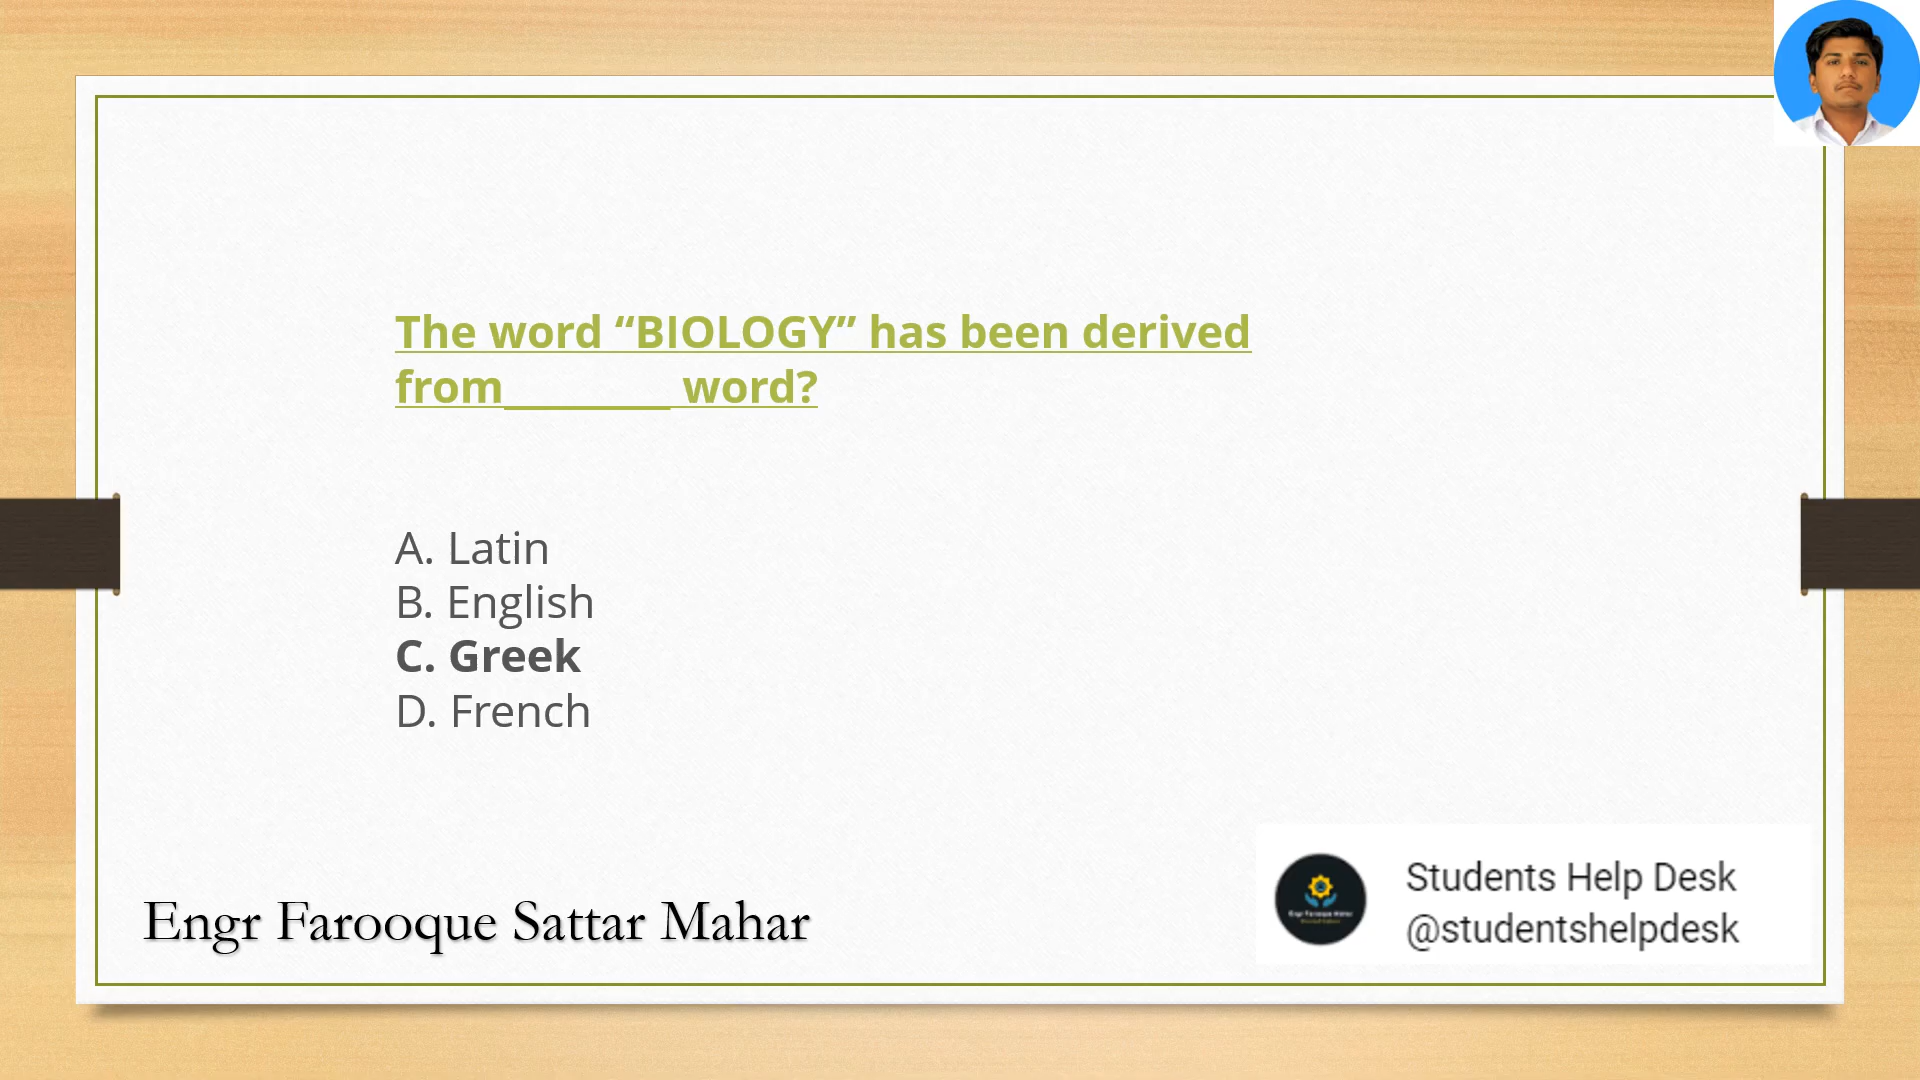 The word “BIOLOGY” has been derived
from________ word?
A. Latin
B. English
C. Greek
D. French
Engr Farooque Sattar Mahar
Students Help Desk
@studentshelpdesk